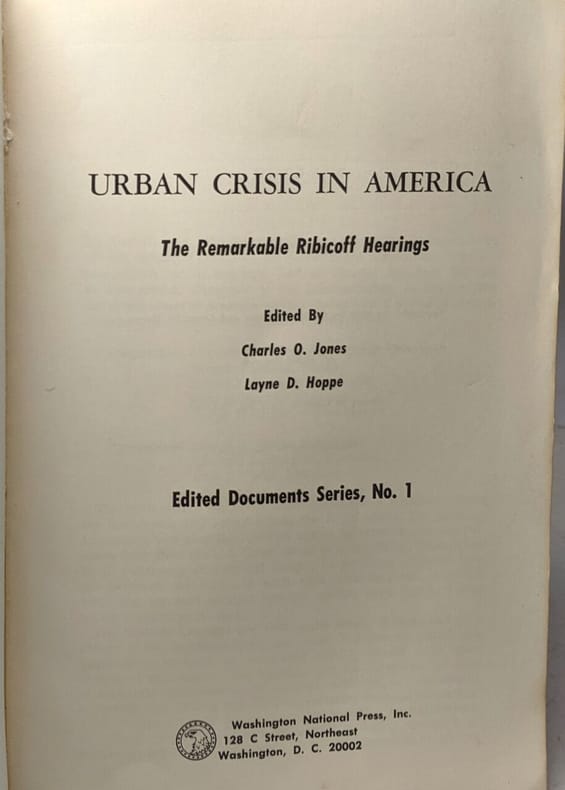 URBAN CRISIS IN AMERICA
The Remarkable Ribicoff Hearings
Edited By
Charles O. Jones
Layne D. Hoppe
Edited Documents Series, No. 1
Washington National Press, Inc.
128 C Street, Northeast
Washington, D. C. 20002